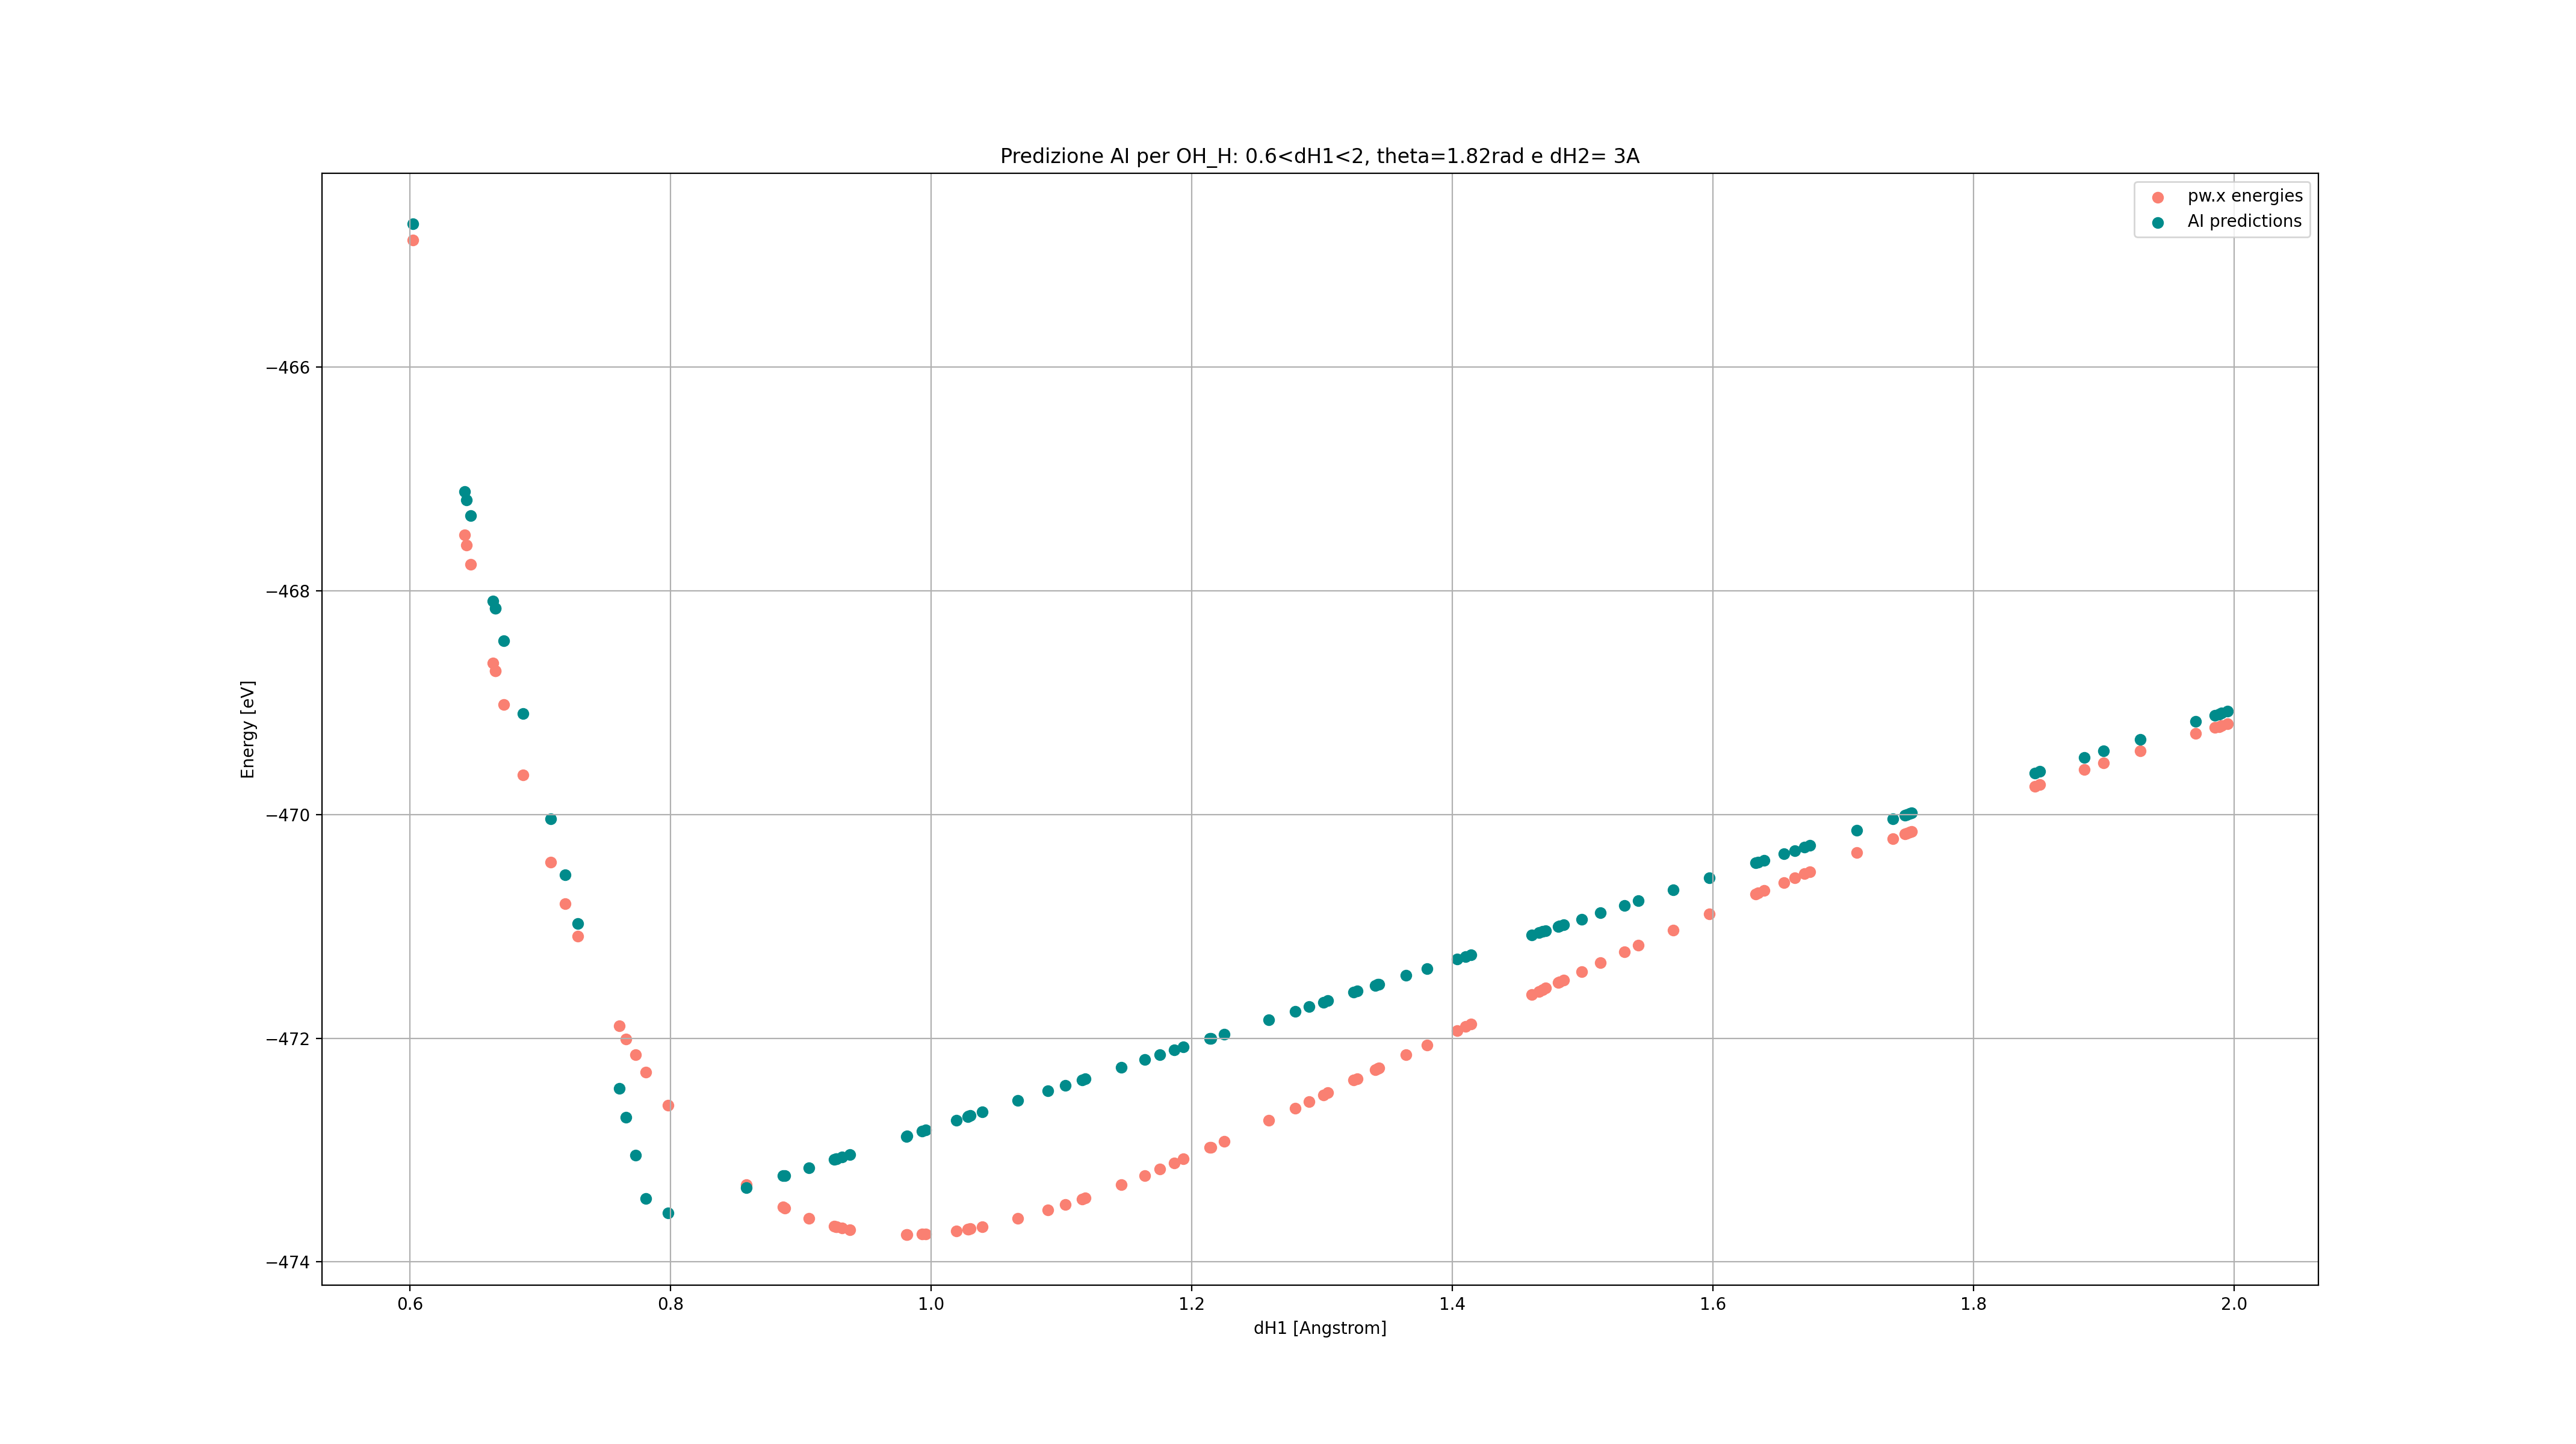 Predizione AI per OH_H: 0.6<dH1<2, theta=1.82rad e dH2= 3A
pw.x energies
AI predictions
−466
−468
−470
−472
−474
Energy [eV]
0.6 0.8 1.0 1.2 1.4 1.6 1.8 2.0
dH1 [Angstrom]